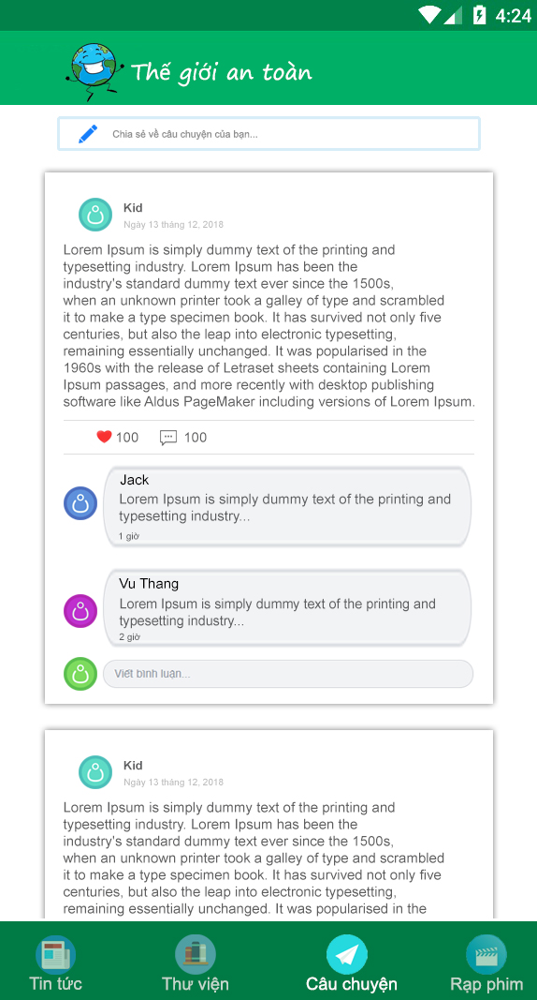 4:24
Thế giới an toàn
Chia sẻ về câu chuyện của bạn...
Kid
Ngày 13 tháng 12, 2018
Lorem Ipsum is simply dummy text of the printing and
typesetting industry. Lorem Ipsum has been the
industry's standard dummy text ever since the 1500s,
when an unknown printer took a galley of type and scrambled
it to make a type specimen book. It has survived not only five
centuries, but also the leap into electronic typesetting,
remaining essentially unchanged. It was popularised in the
1960s with the release of Letraset sheets containing Lorem
Ipsum passages, and more recently with desktop publishing
software like Aldus PageMaker including versions of Lorem Ipsum.
100 100
Jack
Lorem Ipsum is simply dummy text of the printing and
typesetting industry...
1 giờ
Vu Thang
Lorem Ipsum is simply dummy text of the printing and
typesetting industry...
2 giờ
Viết bình luận...
Kid
Ngày 13 tháng 12, 2018
Lorem Ipsum is simply dummy text of the printing and
typesetting industry. Lorem Ipsum has been the
industry's standard dummy text ever since the 1500s,
when an unknown printer took a galley of type and scrambled
it to make a type specimen book. It has survived not only five
centuries, but also the leap into electronic typesetting,
remaining essentially unchanged. It was popularised in the
Tin tức Thư viện Câu chuyện Rạp phim